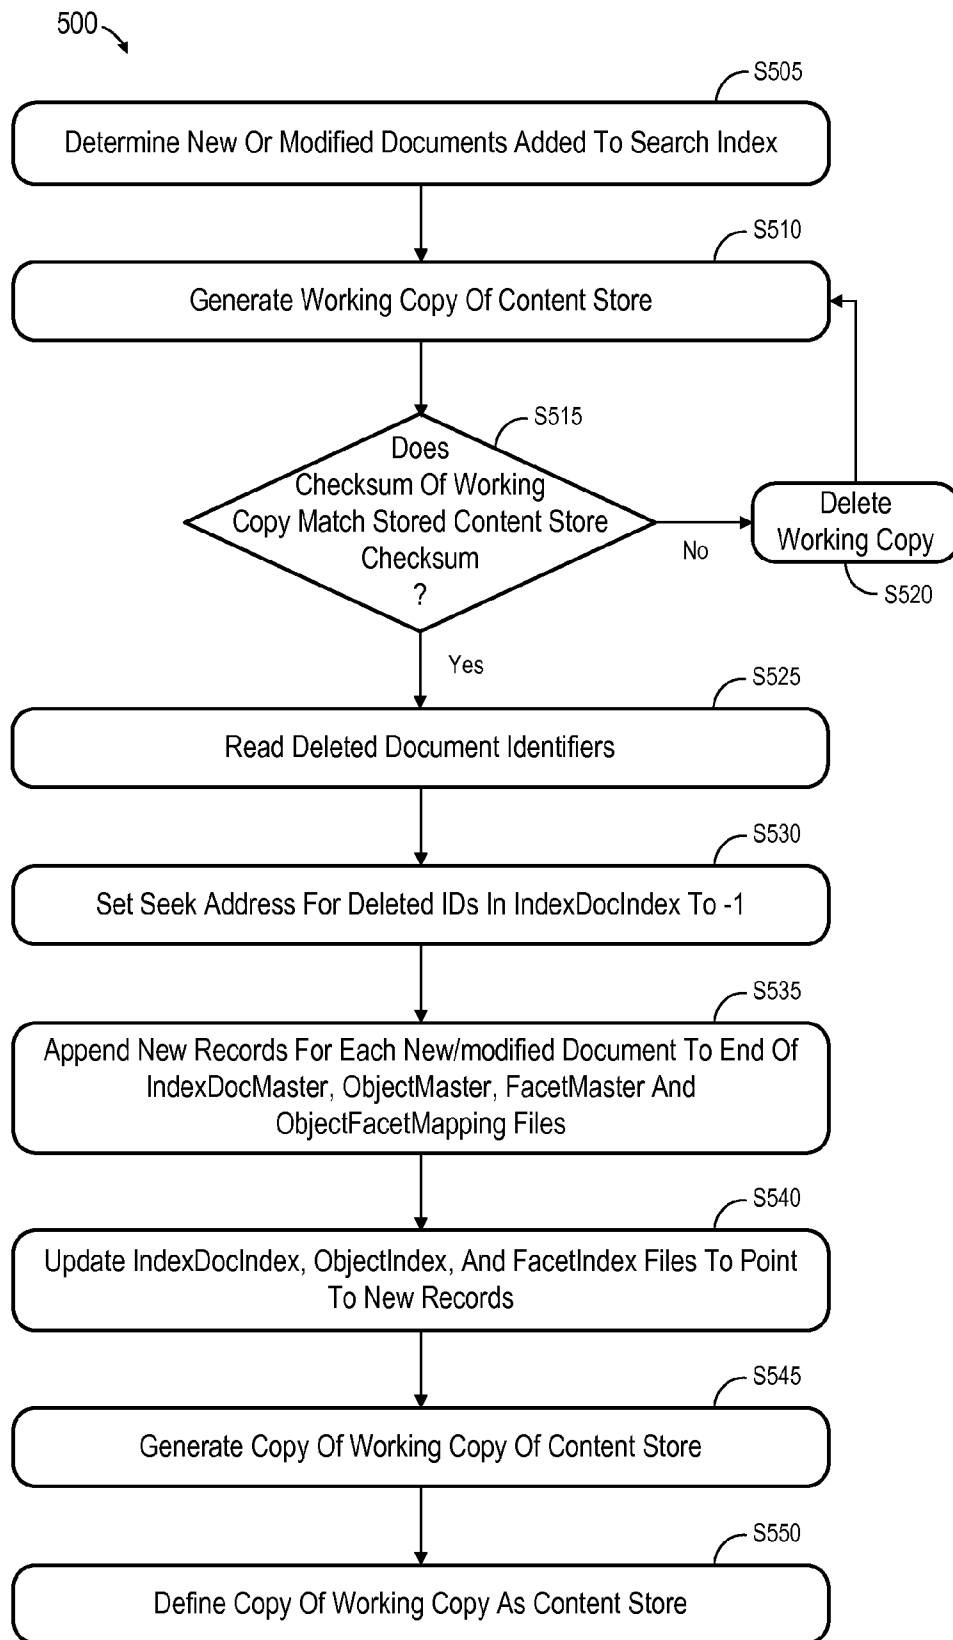 500
S505
Determine New Or Modified Documents Added To Search Index
S510
Generate Working Copy Of Content Store
S515
Does
Checksum Of Working
Copy Match Stored Content Store
Checksum
?
No
Delete
Working Copy
S520
Yes
S525
Read Deleted Document Identifiers
S530
Set Seek Address For Deleted IDs In IndexDocIndex To -1
S535
Append New Records For Each New/modified Document To End Of
IndexDocMaster, ObjectMaster, FacetMaster And
ObjectFacetMapping Files
S540
Update IndexDocIndex, ObjectIndex, And FacetIndex Files To Point
To New Records
S545
Generate Copy Of Working Copy Of Content Store
S550
Define Copy Of Working Copy As Content Store